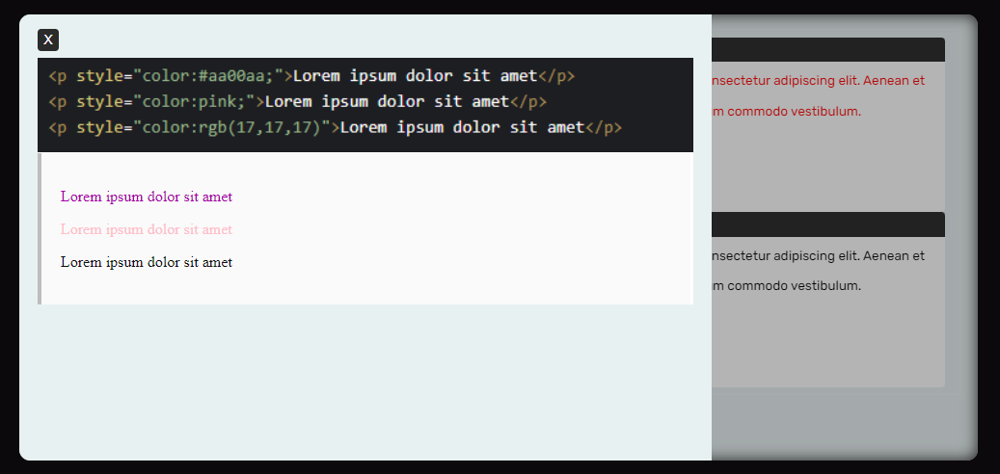 X
<p style="color:#aa00aa;">Lorem ipsum dolor sit amet</p>
<p style="color:pink;">Lorem ipsum dolor sit amet</p>
<p style="color:rgb(17,17,17)">Lorem ipsum dolor sit amet</p>
Lorem ipsum dolor sit amet
Lorem ipsum dolor sit amet
Lorem ipsum dolor sit amet
adipiscing elit. Aenean et
commodo vestibulum.
adipiscing elit. Aenean et
commodo vestibulum.